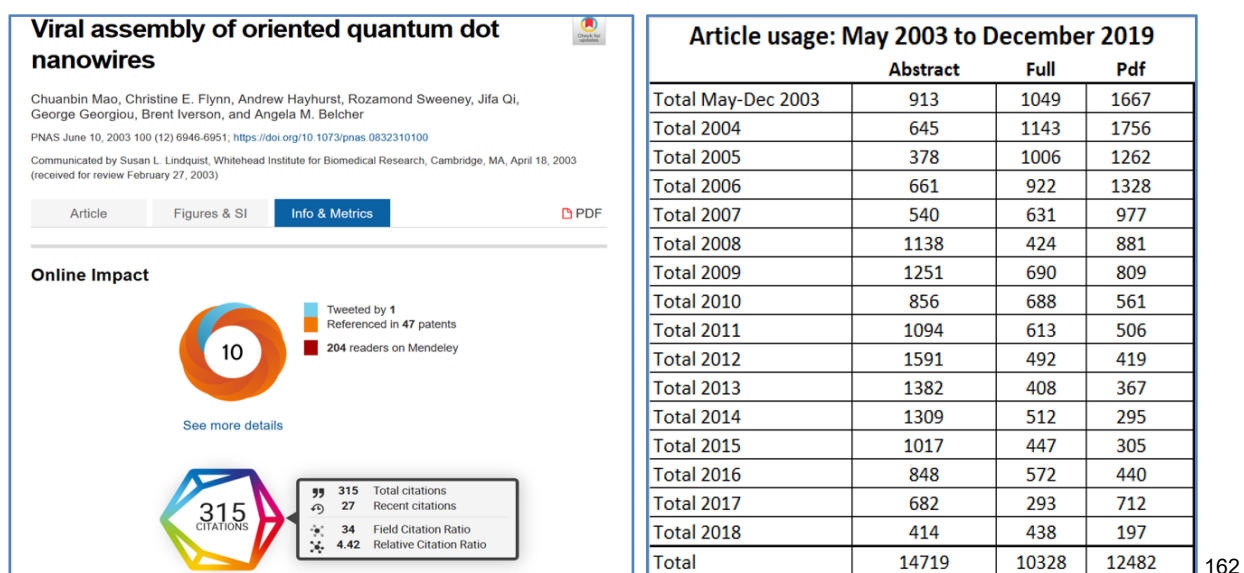 Viral assembly of oriented quantum dot
nanowires
Check for
updates
Chuanbin Mao, Christine E. Flynn, Andrew Hayhurst, Rozamond Sweeney, Jifa Qi,
George Georgiou, Brent Iverson, and Angela M. Belcher
PNAS June 10, 2003 100 (12) 6946-6951; https://doi.org/10.1073/pnas.0832310100
Communicated by Susan L. Lindquist, Whitehead Institute for Biomedical Research, Cambridge, MA, April 18, 2003
(received for review February 27, 2003)
Article Figures & SI Info & Metrics PDF
Online Impact
10
Tweeted by 1
Referenced in 47 patents
204 readers on Mendeley
See more details
315
CITATIONS
315 Total citations
27 Recent citations
34 Field Citation Ratio
4.42 Relative Citation Ratio
Article usage: May 2003 to December 2019
Abstract Full Pdf
Total May-Dec 2003 913 1049 1667
Total 2004 645 1143 1756
Total 2005 378 1006 1262
Total 2006 661 922 1328
Total 2007 540 631 977
Total 2008 1138 424 881
Total 2009 1251 690 809
Total 2010 856 688 561
Total 2011 1094 613 506
Total 2012 1591 492 419
Total 2013 1382 408 367
Total 2014 1309 512 295
Total 2015 1017 447 305
Total 2016 848 572 440
Total 2017 682 293 712
Total 2018 414 438 197
Total 14719 10328 12482
162